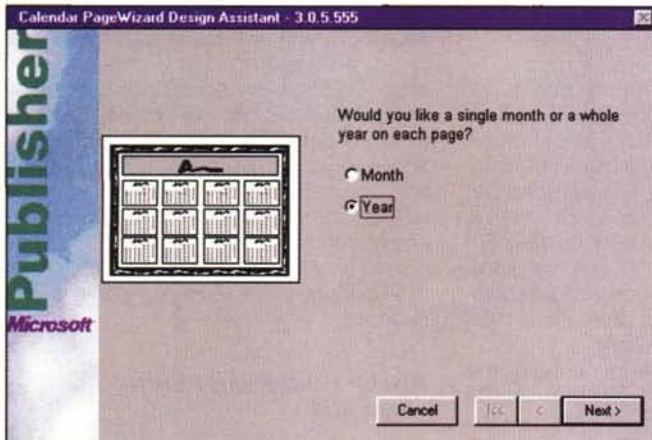 Calendar PageWizard Design Assistant - 3.0.5.555
Publisher
Microsoft
Would you like a single month or a whole
year on each page?
Month
Year
Cancel
|<<
<
Next >